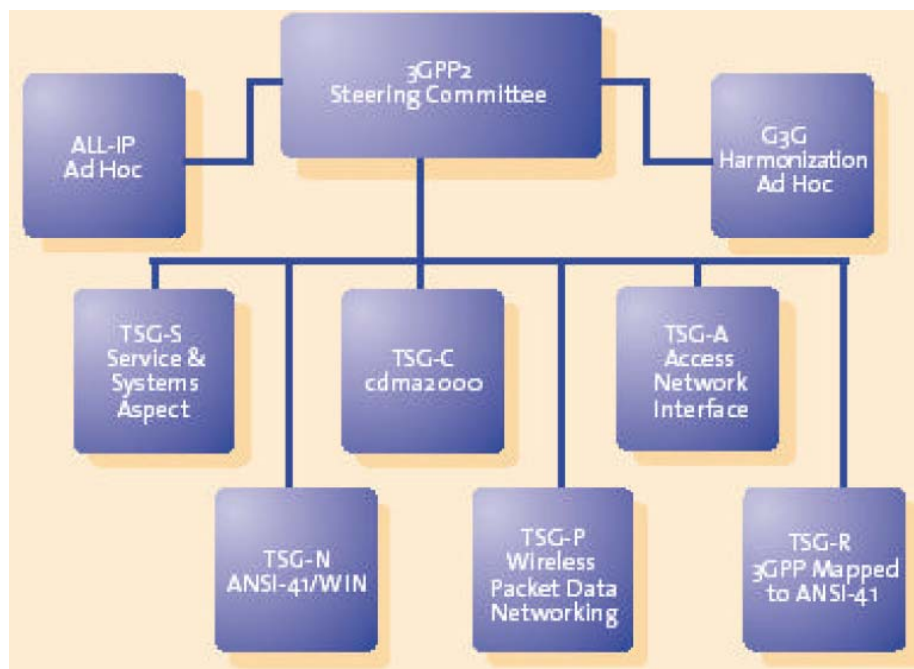 3GPP2
Steering Committee
ALL-IP
Ad Hoc
G3G
Harmonization
Ad Hoc
TSG-S
Service &
Systems
Aspect
TSG-C
cdma2000
TSG-A
Access
Network
Interface
TSG-N
ANSI-41/WIN
TSG-P
Wireless
Packet Data
Networking
TSG-R
3GPP Mapped
to ANSI-41